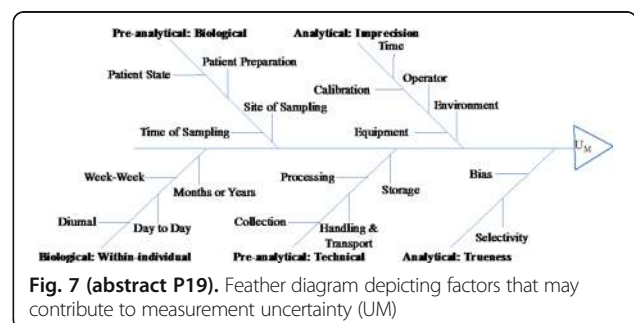 Pre-analytical: Biological
Analytical: Imprecision
Time
Patient Preparation
Patient State
Operator
Calibration
Environment
Site of Sampling
Time of Sampling
Equipment
U_M
Week-Week
Months or Years
Processing
Storage
Bias
Diurnal
Day to Day
Collection
Handling &
Transport
Selectivity
Biological: Within-individual
Pre-analytical: Technical
Analytical: Trueness
Fig. 7 (abstract P19). Feather diagram depicting factors that may
contribute to measurement uncertainty (UM)